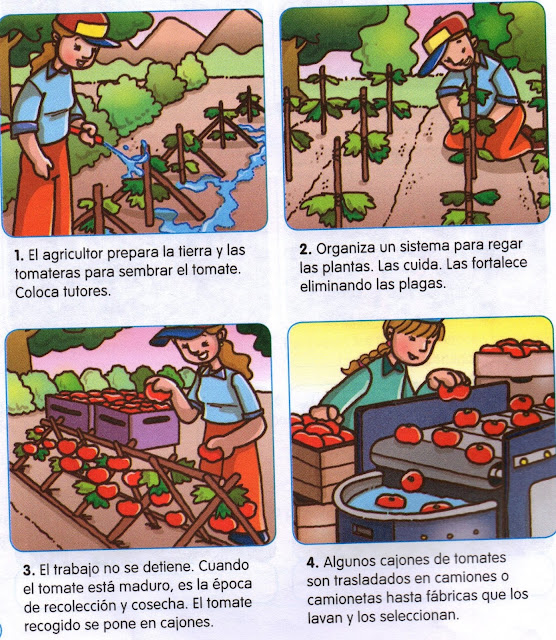 1. El agricultor prepara la tierra y las
tomateras para sembrar el tomate.
Coloca tutores.
2. Organiza un sistema para regar
las plantas. Las cuida. Las fortalece
eliminando las plagas.
3. El trabajo no se detiene. Cuando
el tomate está maduro, es la época
de recolección y cosecha. El tomate
recogido se pone en cajones.
4. Algunos cajones de tomates
son trasladados en camiones o
camionetas hasta fábricas que los
lavan y los seleccionan.